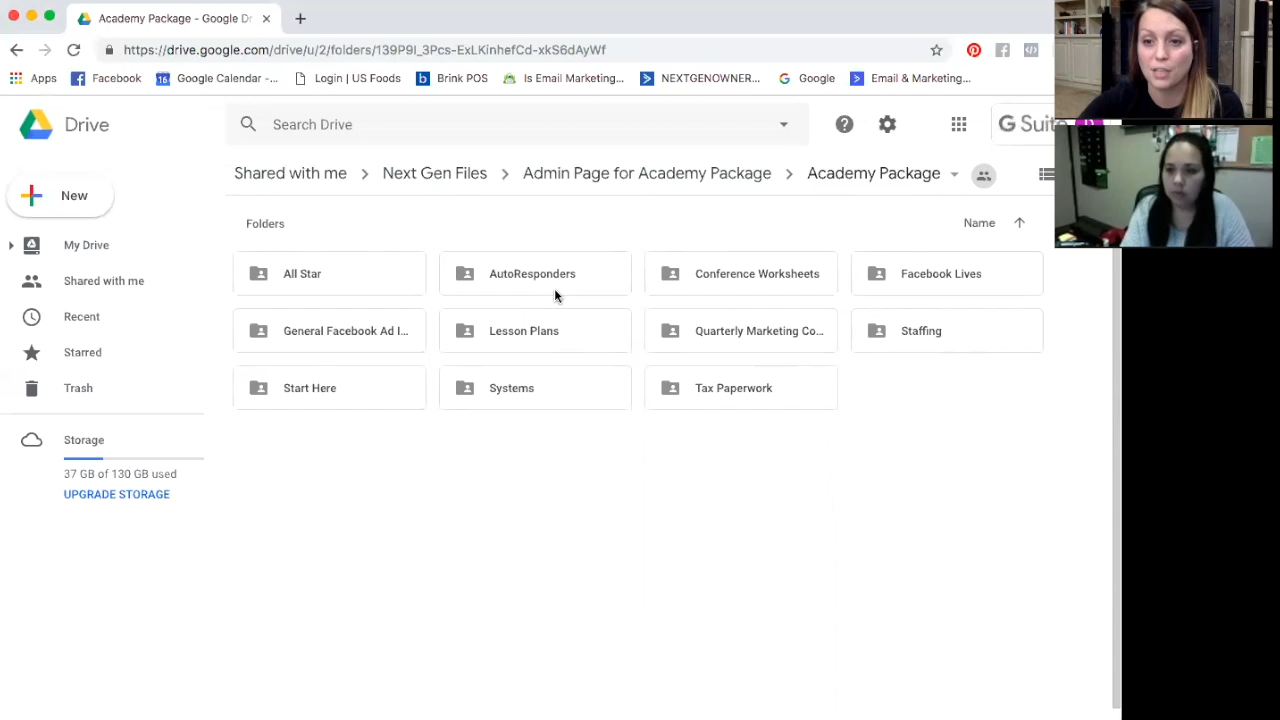 Academy Package - Google Dr
https://drive.google.com/drive/u/2/folders/139P9I_3Pcs-ExLKinhefCd-xkS6dAyWf
Apps Facebook Google Calendar -... Login | US Foods Brink POS Is Email Marketing... NEXTGENOWNER... Google Email & Marketing...
Drive
Search Drive
G Suite
Shared with me > Next Gen Files > Admin Page for Academy Package > Academy Package
New
Folders
Name
My Drive
Shared with me
Recent
Starred
Trash
Storage
37 GB of 130 GB used
UPGRADE STORAGE
All Star
AutoResponders
Conference Worksheets
Facebook Lives
General Facebook Ad I...
Lesson Plans
Quarterly Marketing Co...
Staffing
Start Here
Systems
Tax Paperwork